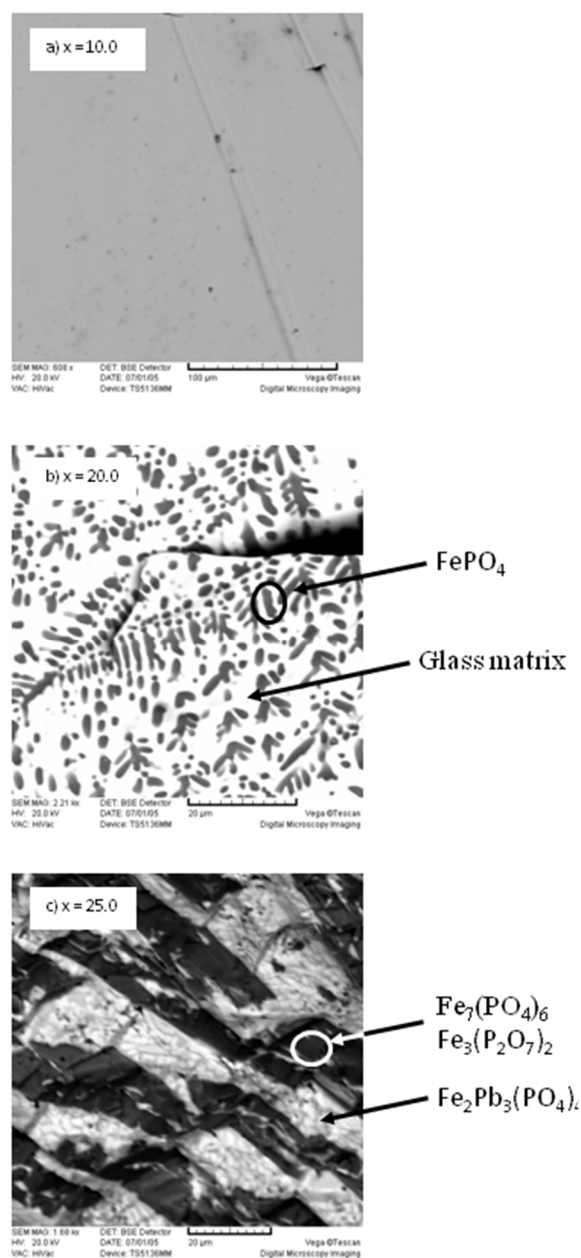 a) x = 10.0
SEM MAG: 608 x DET: BSE Detector
HV: 20.0 kV DATE: 07/01/05 100 µm Vega ©Tescan
VAC: HiVac Device: TS5136MM Digital Microscopy Imaging
b) x = 20.0
FePO₄
Glass matrix
SEM MAG: 2.21 kx DET: BSE Detector
HV: 20.0 kV DATE: 07/01/05 20 µm Vega ©Tescan
VAC: HiVac Device: TS5136MM Digital Microscopy Imaging
c) x = 25.0
Fe₇(PO₄)₆
Fe₃(P₂O₇)₂
Fe₂Pb₃(PO₄)₄
SEM MAG: 1.68 kx DET: BSE Detector
HV: 20.0 kV DATE: 07/01/05 20 µm Vega ©Tescan
VAC: HiVac Device: TS5136MM Digital Microscopy Imaging